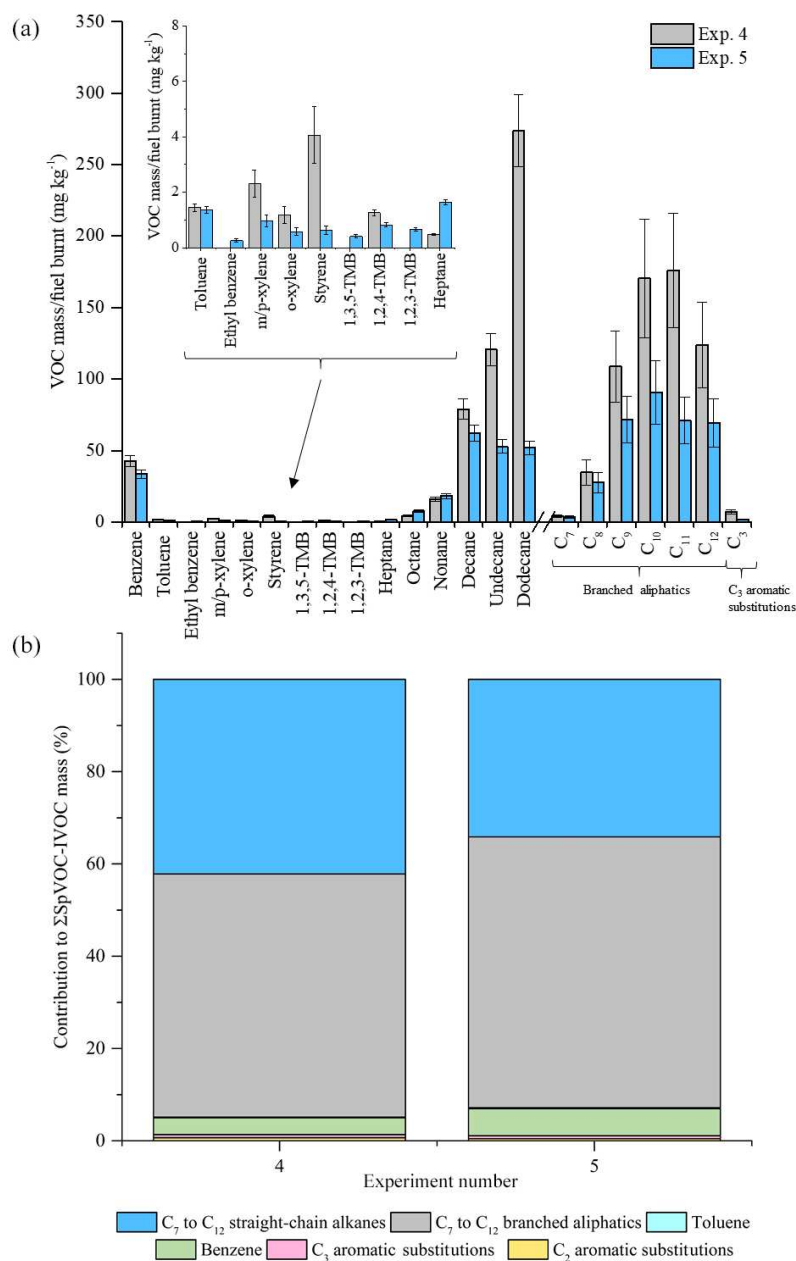 (a)
350
300
250
200
150
100
50
0
VOC mass/fuel burnt (mg kg⁻¹)
Exp. 4
Exp. 5
8
6
4
2
0
VOC mass/fuel burnt (mg kg⁻¹)
Toluene
Ethyl benzene
m/p-xylene
o-xylene
Styrene
1,3,5-TMB
1,2,4-TMB
1,2,3-TMB
Heptane
Benzene
Toluene
Ethyl benzene
m/p-xylene
o-xylene
Styrene
1,3,5-TMB
1,2,4-TMB
1,2,3-TMB
Heptane
Octane
Nonane
Decane
Undecane
Dodecane
C₇
C₈
C₉
C₁₀
C₁₁
C₁₂
C₃
Branched aliphatics
C₃ aromatic
substitutions
(b)
100
80
60
40
20
0
Contribution to ΣSpVOC-IVOC mass (%)
4
5
Experiment number
C₇ to C₁₂ straight-chain alkanes
C₇ to C₁₂ branched aliphatics
Toluene
Benzene
C₃ aromatic substitutions
C₂ aromatic substitutions